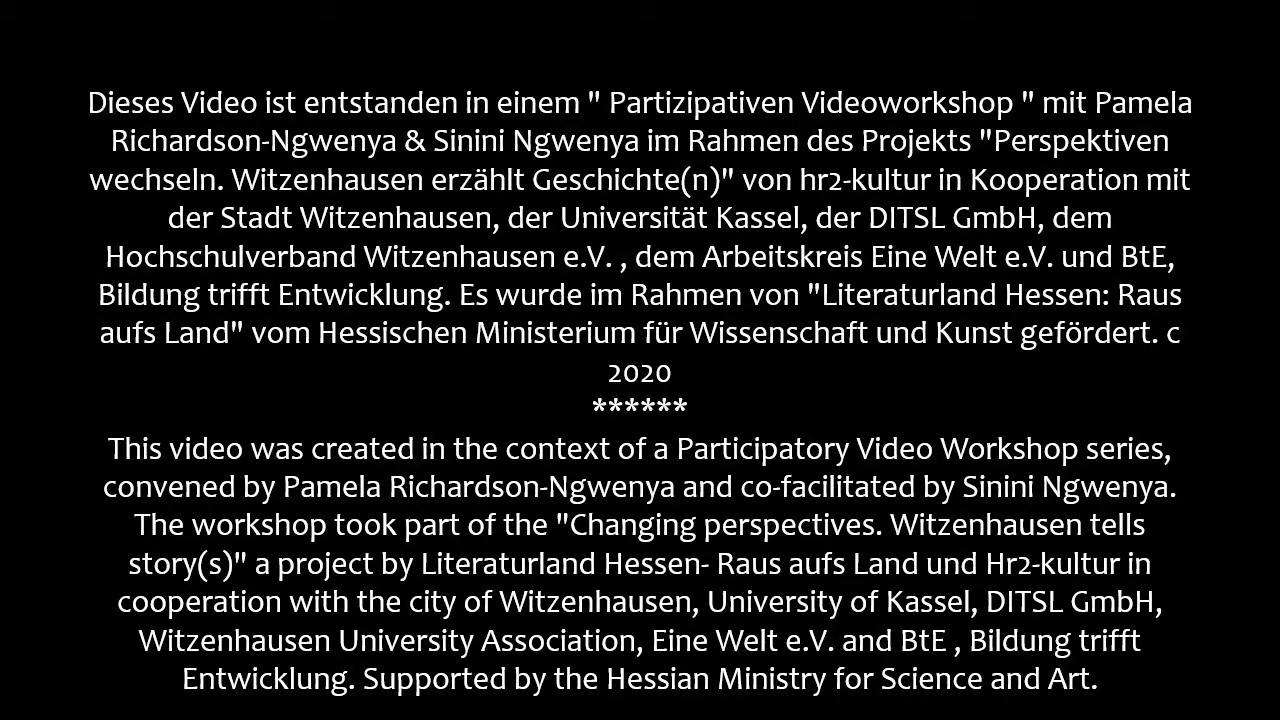 Dieses Video ist entstanden in einem " Partizipativen Videoworkshop " mit Pamela
Richardson-Ngwenya & Sinini Ngwenya im Rahmen des Projekts "Perspektiven
wechseln. Witzenhausen erzählt Geschichte(n)" von hr2-kultur in Kooperation mit
der Stadt Witzenhausen, der Universität Kassel, der DITSL GmbH, dem
Hochschulverband Witzenhausen e.V. , dem Arbeitskreis Eine Welt e.V. und BtE,
Bildung trifft Entwicklung. Es wurde im Rahmen von "Literaturland Hessen: Raus
aufs Land" vom Hessischen Ministerium für Wissenschaft und Kunst gefördert. c
2020
******
This video was created in the context of a Participatory Video Workshop series,
convened by Pamela Richardson-Ngwenya and co-facilitated by Sinini Ngwenya.
The workshop took part of the "Changing perspectives. Witzenhausen tells
story(s)" a project by Literaturland Hessen- Raus aufs Land und Hr2-kultur in
cooperation with the city of Witzenhausen, University of Kassel, DITSL GmbH,
Witzenhausen University Association, Eine Welt e.V. and BtE , Bildung trifft
Entwicklung. Supported by the Hessian Ministry for Science and Art.